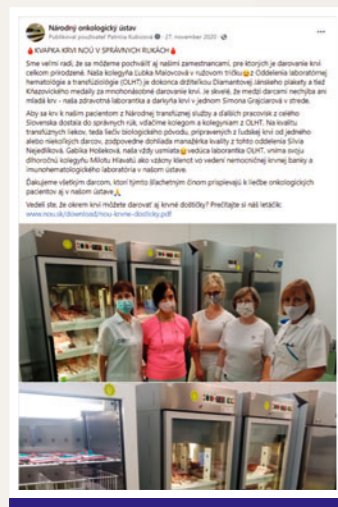 Národný onkologický ústav
Publikoval používateľ Patrícia Kubicová · 27. november 2020 ·
🩸KVAPKA KRVI NOÚ V SPRÁVNYCH RUKÁCH🩸
Sme veľmi radi, že sa môžeme pochváliť aj našimi zamestnancami, pre ktorých je darovanie krvi
celkom prirodzené. Naša kolegyňa Ľubka Malovcová v ružovom tričku😊z Oddelenia laboratórnej
hematológie a transfúziológie (OLHT) je dokonca držiteľkou Diamantovej Janského plakety a tiež
Kňazovického medaily za mnohonásobné darovanie krvi. Je skvelé, že medzi darcami nechýba ani
mladá krv - naša zdravotná laborantka a darkyňa krvi v jednom Simona Grajciarová v strede.
Aby sa krv k našim pacientom z Národnej transfúznej služby a ďalších pracovísk z celého
Slovenska dostala do správnych rúk, vďačíme kolegom a kolegyniam z OLHT. Na kvalitu
transfúznych liekov, teda liečiv biologického pôvodu, pripravených z ľudskej krvi od jedného
alebo niekoľkých darcov, zodpovedne dohliada manažérka kvality z tohto oddelenia Silvia
Nejedlíková. Gabika Hošeková, naša vždy usmiata😊vedúca laborantka OLHT, vníma svoju
dlhoročnú kolegyňu Milotu Hlavatú ako vzácny klenot vo vedení nemocničnej krvnej banky a
imunohematologického laboratória v našom ústave.
Ďakujeme všetkým darcom, ktorí týmto šľachetným činom prispievajú k liečbe onkologických
pacientov aj v našom ústave🙏
Vedeli ste, že okrem krvi môžete darovať aj krvné doštičky? Prečítajte si náš leták:
www.nou.sk/download/nou-krvne-dosticky.pdf